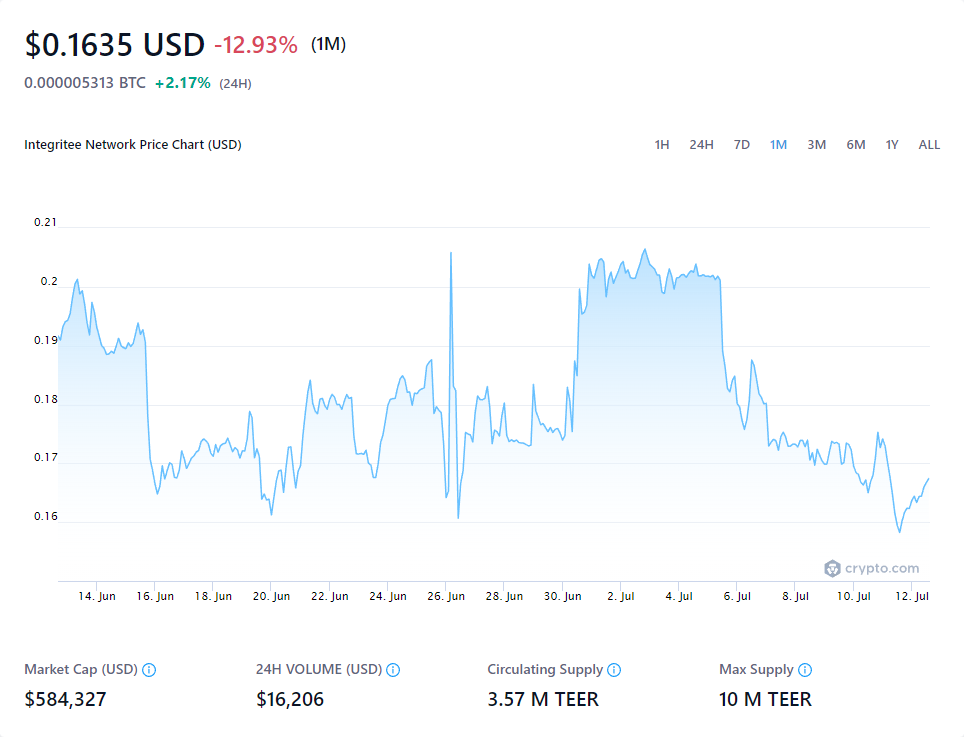 $0.1635 USD -12.93% (1M)
0.000005313 BTC +2.17% (24H)
Integritee Network Price Chart (USD) 1H 24H 7D 1M 3M 6M 1Y ALL
0.21
0.2
0.19
0.18
0.17
0.16
crypto.com
14. Jun 16. Jun 18. Jun 20. Jun 22. Jun 24. Jun 26. Jun 28. Jun 30. Jun 2. Jul 4. Jul 6. Jul 8. Jul 10. Jul 12. Jul
Market Cap (USD) 24H VOLUME (USD) Circulating Supply Max Supply
$584,327 $16,206 3.57 M TEER 10 M TEER